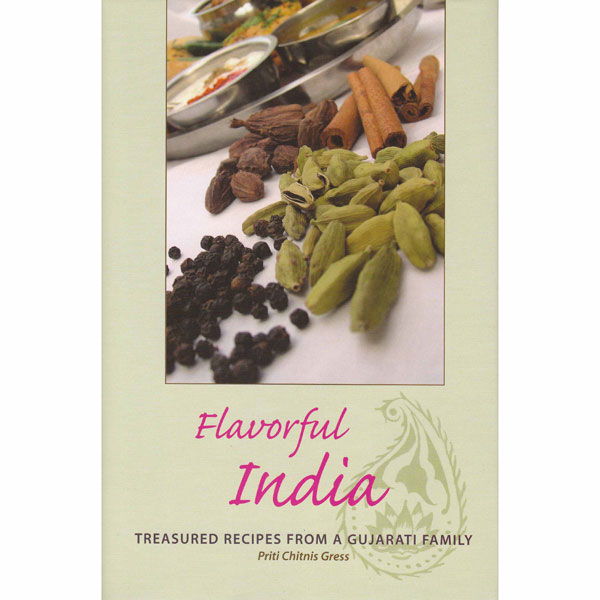 Flavorful
India
TREASURED RECIPES FROM A GUJARATI FAMILY
Priti Chitnis Gress